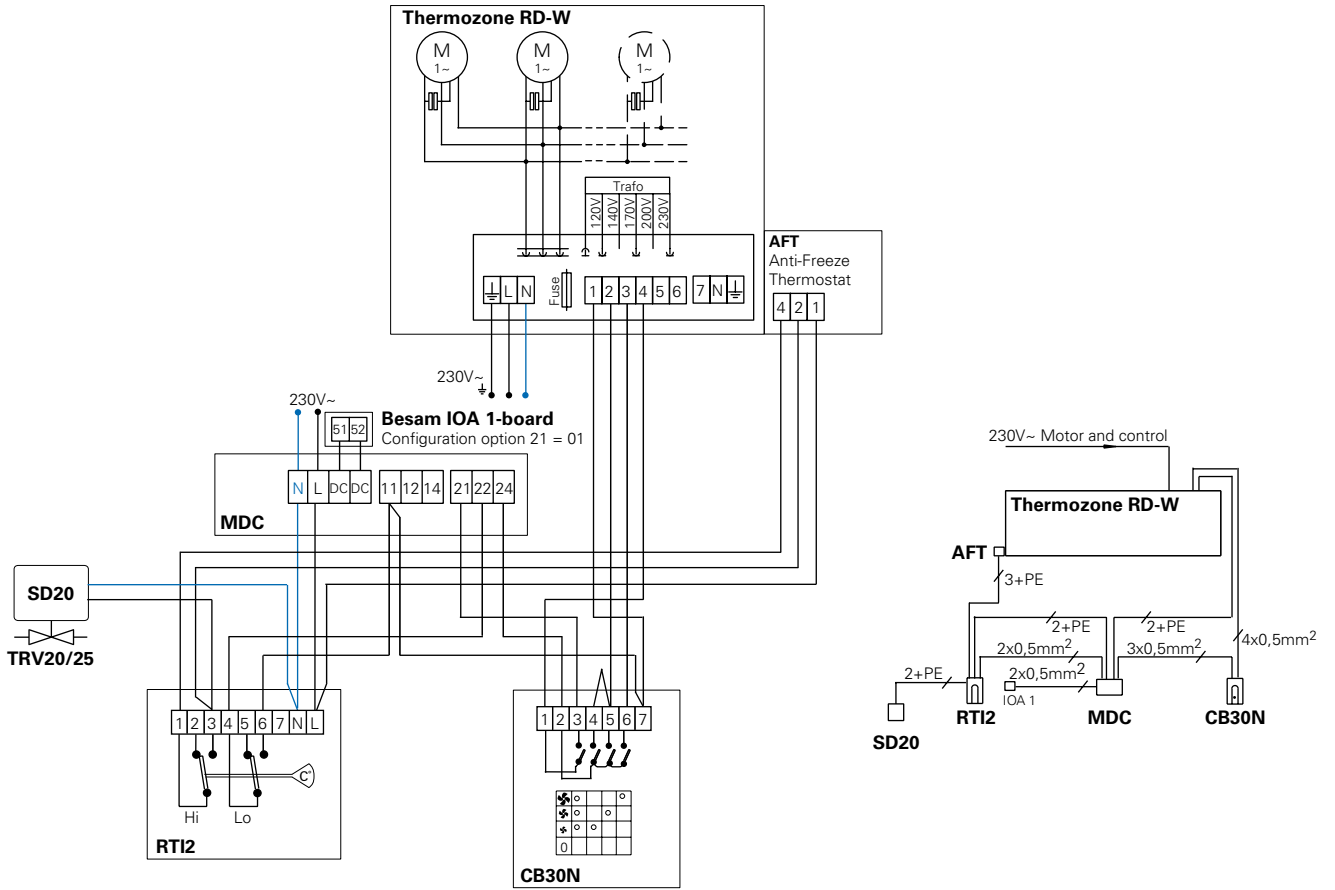 Thermozone RD-W
M M M
1~ 1~ 1~
Trafo
120V 140V 170V 200V 230V
AFT
Anti-Freeze
Thermostat
L N Fuse 1 2 3 4 5 6 7 N
4 2 1
230V~
230V~
51 52
Besam IOA 1-board
Configuration option 21 = 01
N L DC DC 11 12 14 21 22 24
MDC
SD20
TRV20/25
1 2 3 4 5 6 7 N L
C°
Hi Lo
RTI2
1 2 3 4 5 6 7
0
CB30N
230V~ Motor and control
Thermozone RD-W
AFT
3+PE
2+PE 2+PE
4x0,5mm2
2x0,5mm2 3x0,5mm2
2+PE 2x0,5mm2
IOA 1
RTI2 MDC CB30N
SD20